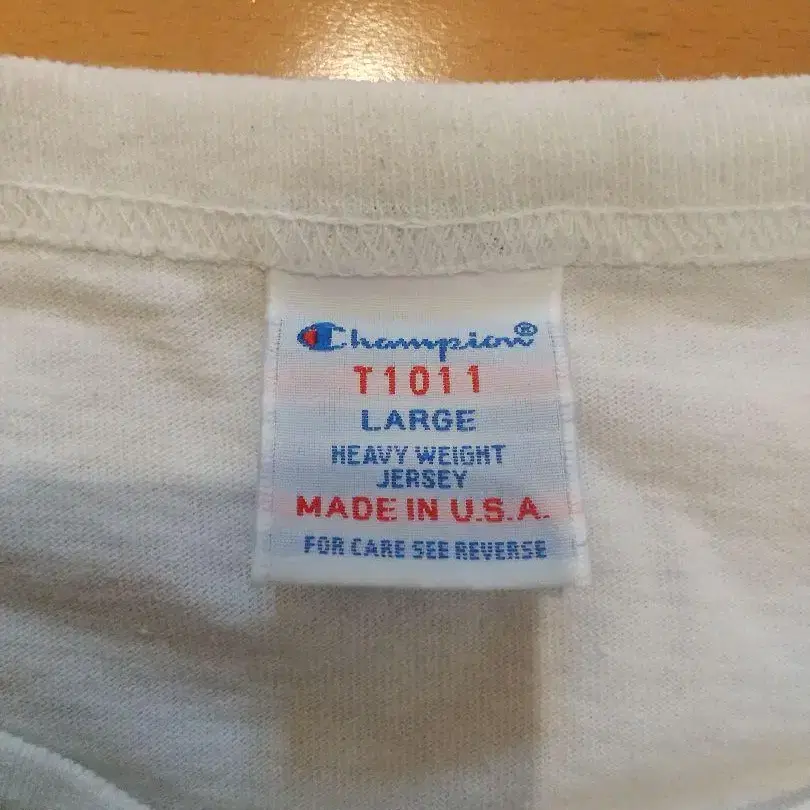 Champion®
T1011
LARGE
HEAVY WEIGHT
JERSEY
MADE IN U.S.A.
FOR CARE SEE REVERSE